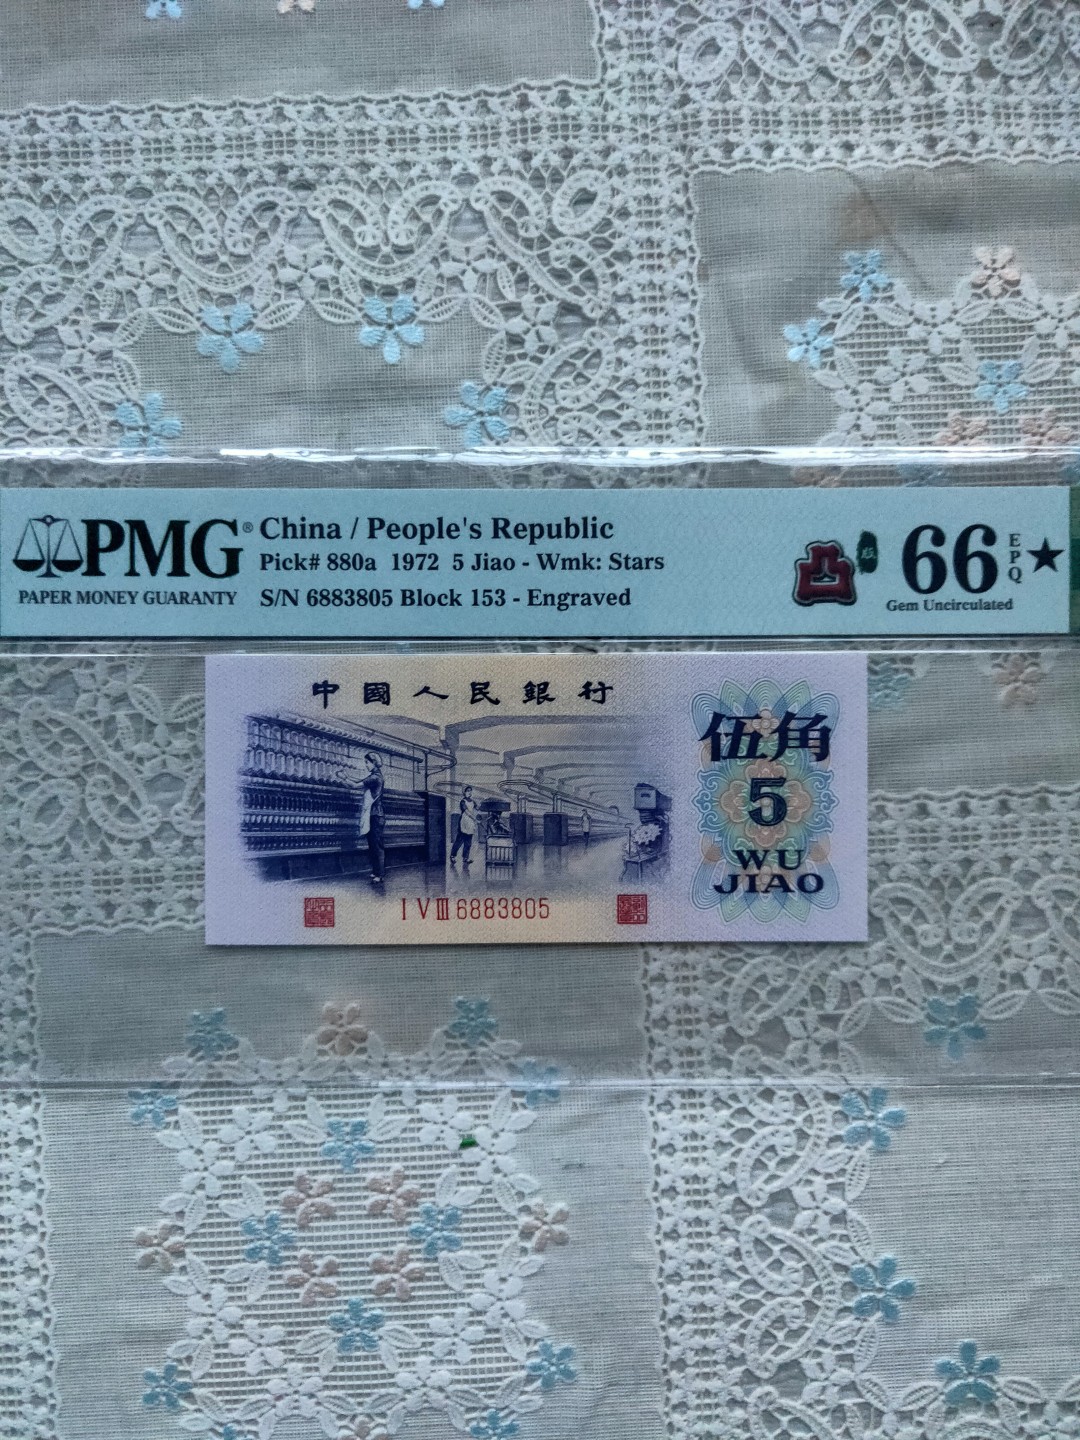 PMG®
PAPER MONEY GUARANTY
China / People's Republic
Pick# 880a 1972 5 Jiao - Wmk: Stars
S/N 6883805 Block 153 - Engraved
凸
版
66
EPQ
★
Gem Uncirculated
中國人民銀行
伍角
5
WU
JIAO
I V III 6883805